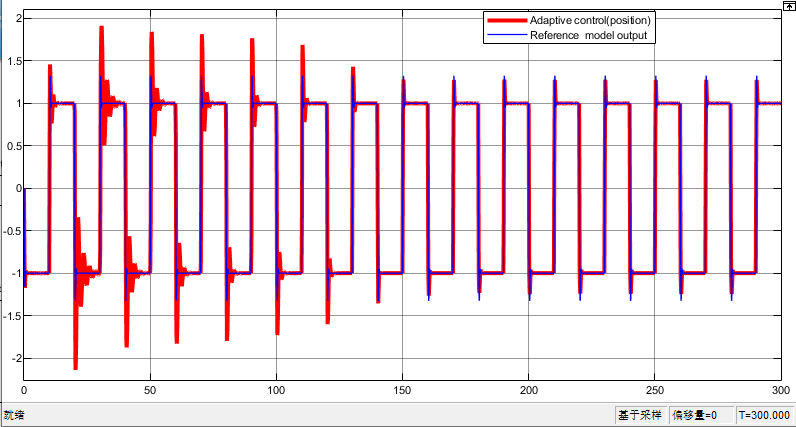 2
Adaptive control(position)
Reference model output
1.5
1
0.5
0
-0.5
-1
-1.5
-2
0 50 100 150 200 250 300
就绪 基于采样 偏移量=0 T=300.000